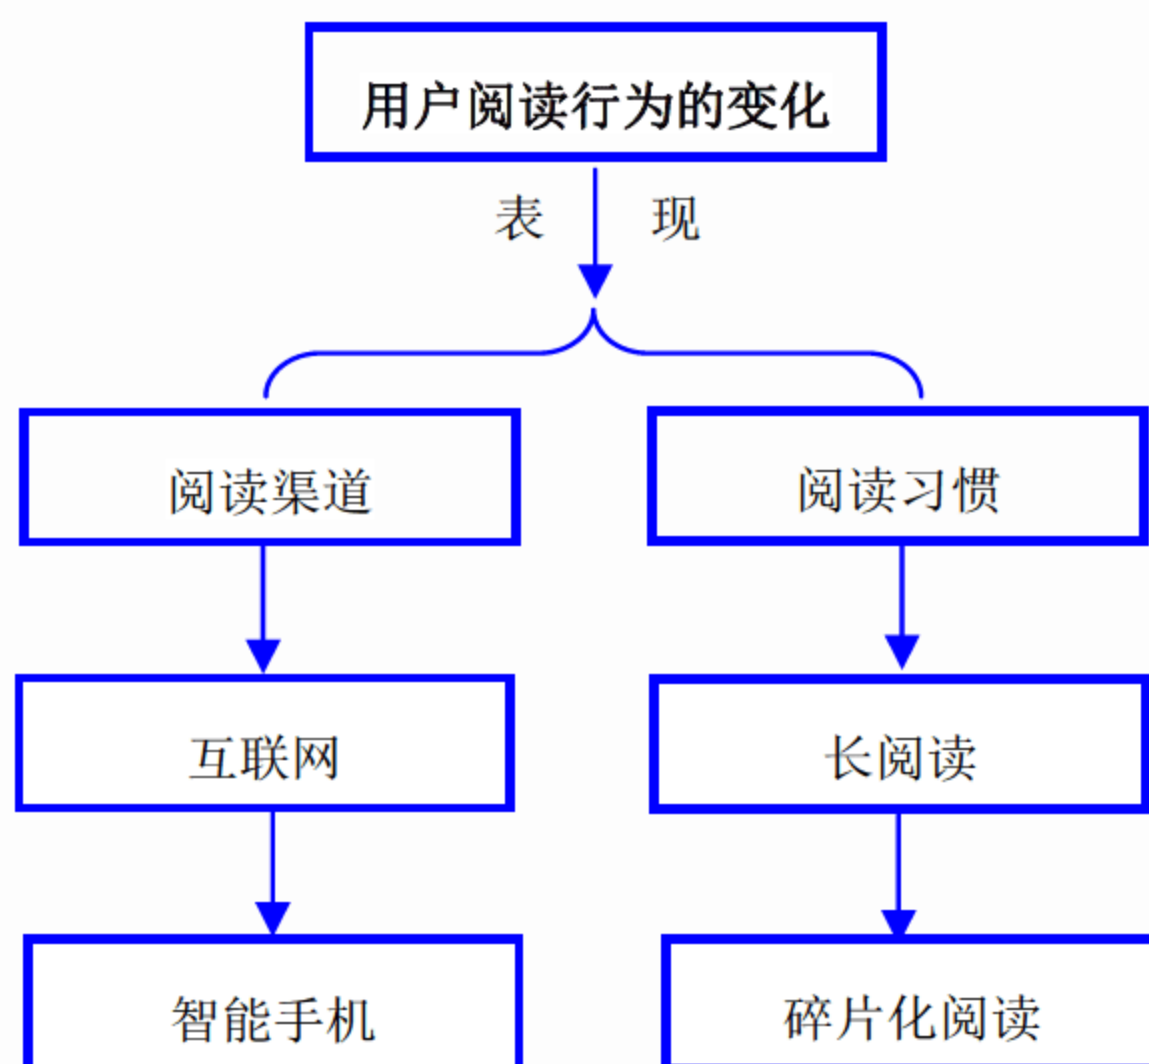 用户阅读行为的变化
表 现
阅读渠道 阅读习惯
互联网 长阅读
智能手机 碎片化阅读